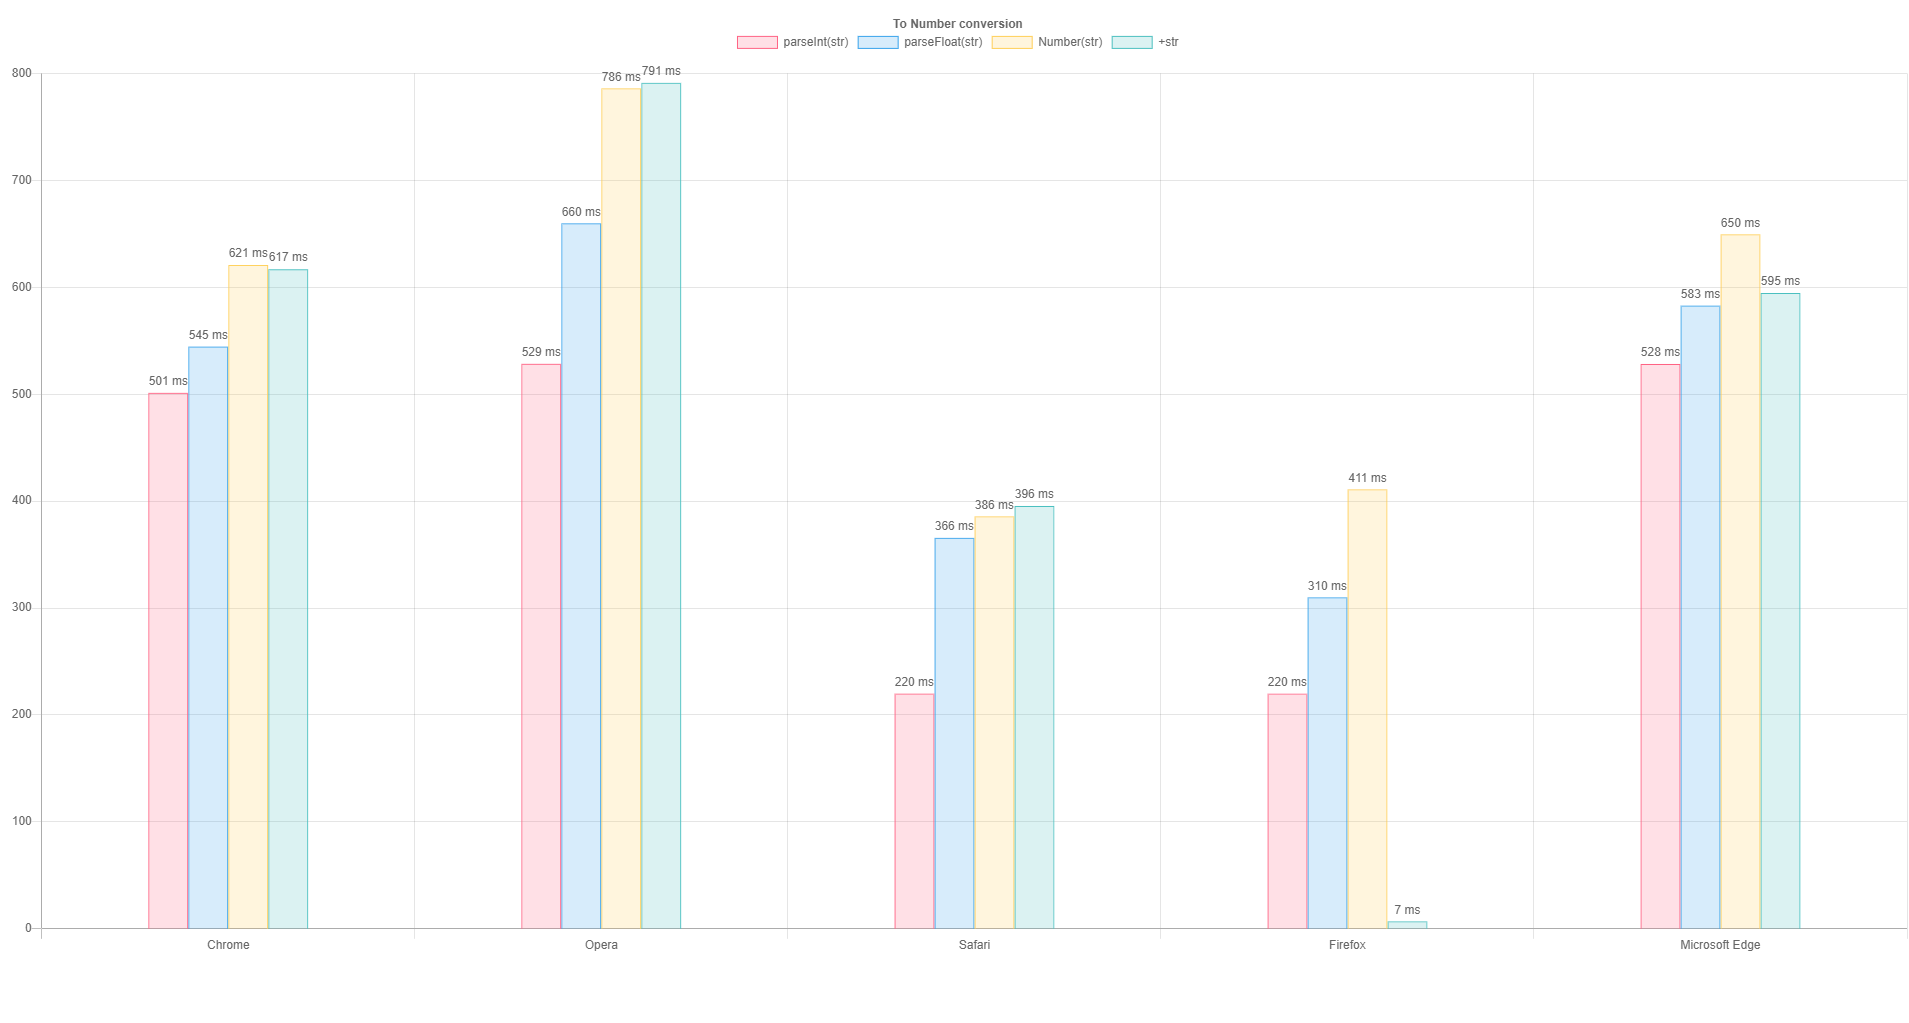 To Number conversion
parseInt(str) parseFloat(str) Number(str) +str
800
700
600
500
400
300
200
100
0
501 ms
545 ms
621 ms
617 ms
529 ms
660 ms
786 ms
791 ms
220 ms
366 ms
386 ms
396 ms
220 ms
310 ms
411 ms
7 ms
528 ms
583 ms
650 ms
595 ms
Chrome Opera Safari Firefox Microsoft Edge